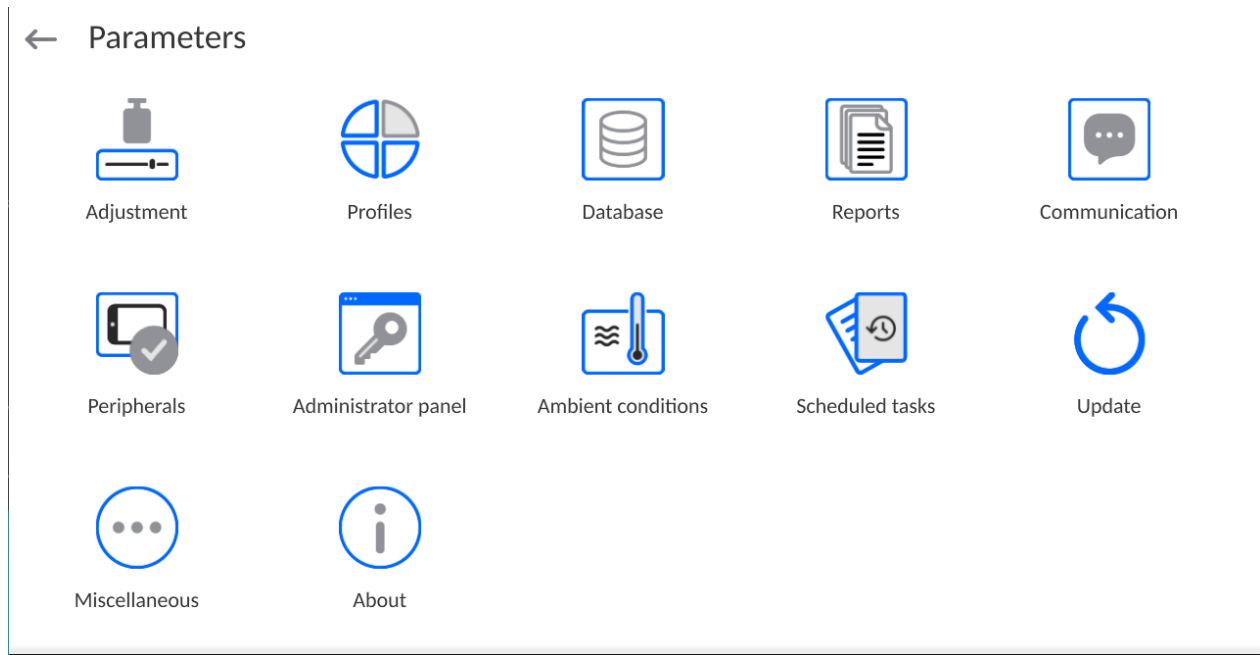 Parameters
Adjustment
Profiles
Database
Reports
Communication
Peripherals
Administrator panel
Ambient conditions
Scheduled tasks
Update
Miscellaneous
About